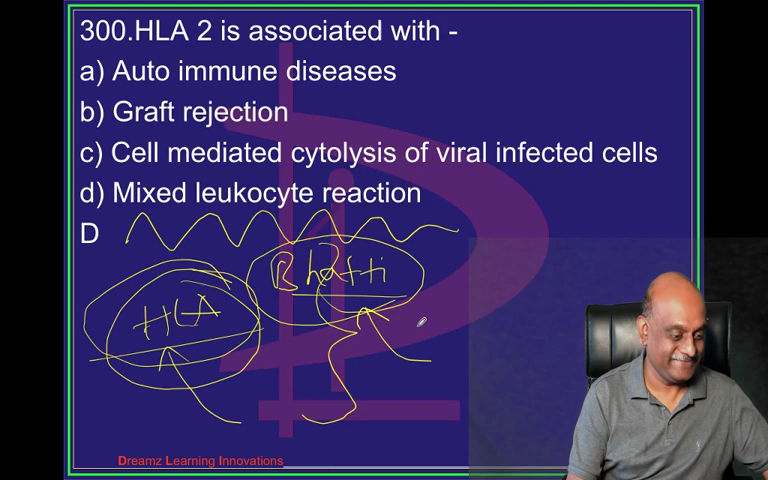 300.HLA 2 is associated with -
a) Auto immune diseases
b) Graft rejection
c) Cell mediated cytolysis of viral infected cells
d) Mixed leukocyte reaction
D
Bhatti
HLA
Dreamz Learning Innovations